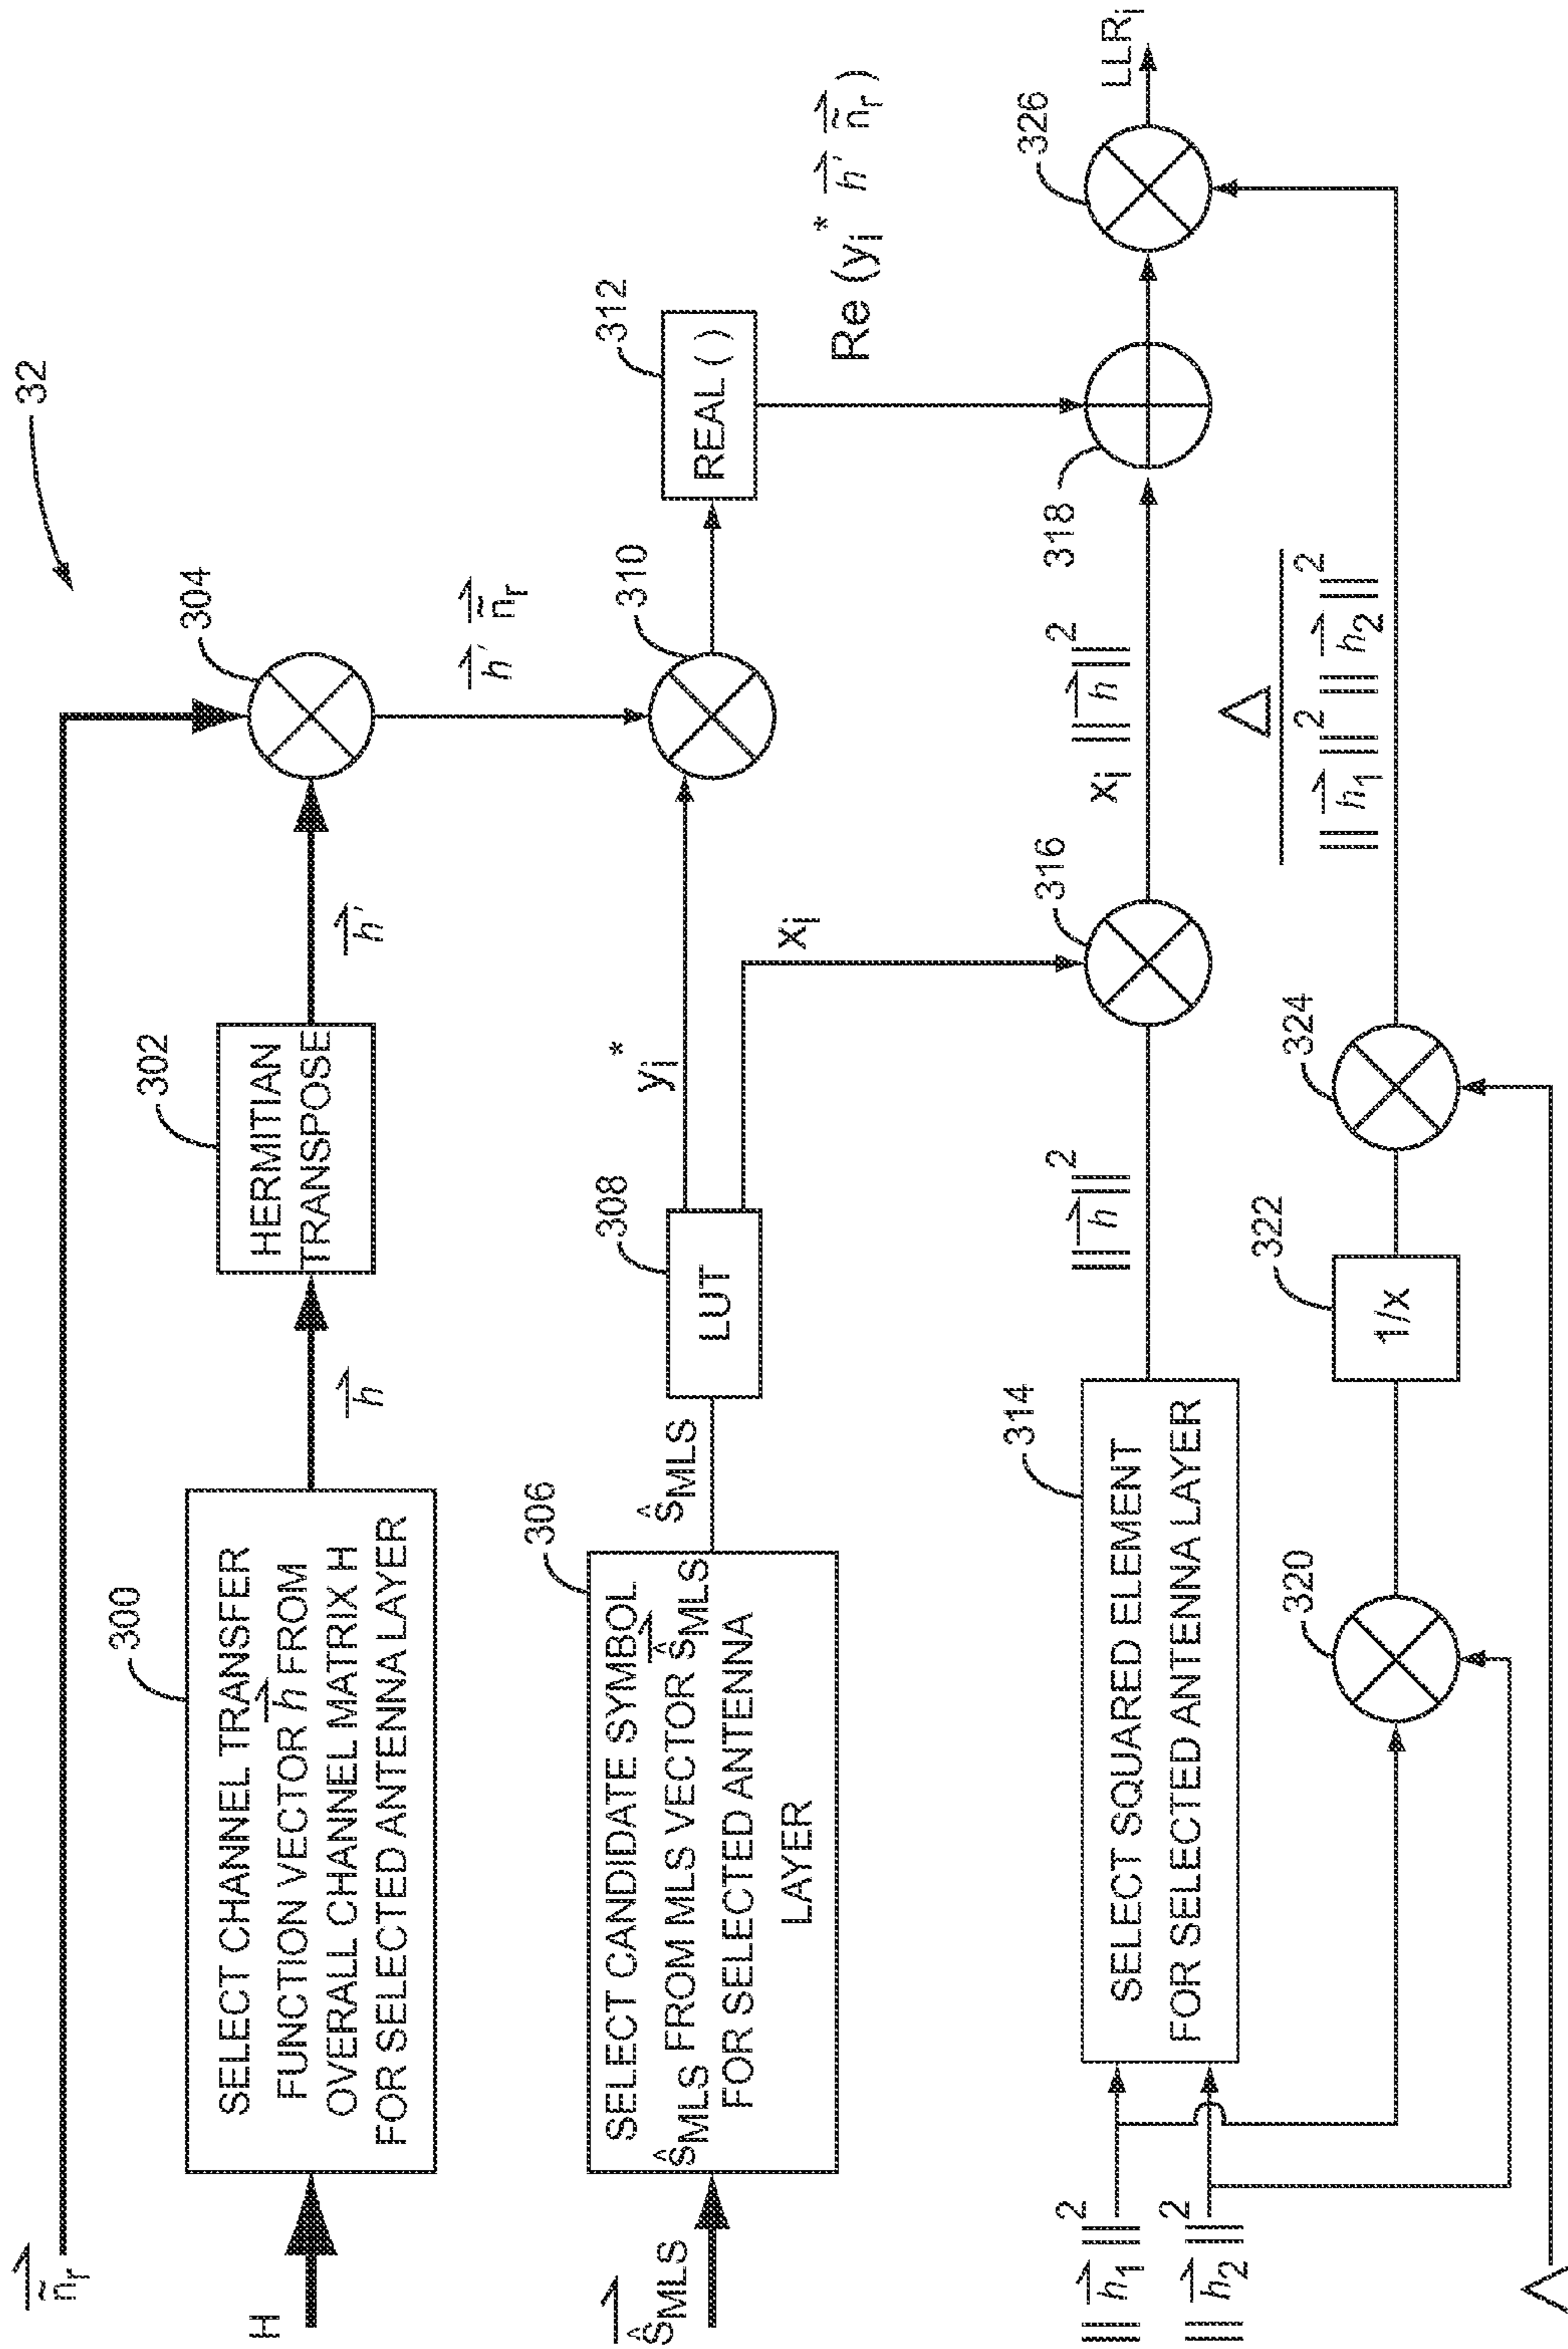 32
ñr
H
300
SELECT CHANNEL TRANSFER
FUNCTION VECTOR h FROM
OVERALL CHANNEL MATRIX H
FOR SELECTED ANTENNA LAYER
h
302
HERMITIAN
TRANSPOSE
h'
304
h' ñr
ŜMLS
306
SELECT CANDIDATE SYMBOL
ŜMLS FROM MLS VECTOR ŜMLS
FOR SELECTED ANTENNA
LAYER
ŜMLS
308
LUT
yi*
xi
310
312
REAL ( )
Re (yi* h' ñr)
||h1||²
||h2||²
314
SELECT SQUARED ELEMENT
FOR SELECTED ANTENNA LAYER
||h||²
316
xi ||h||²
318
326
LLRi
320
322
1/x
324
Δ
||h1||² ||h2||²
Δ